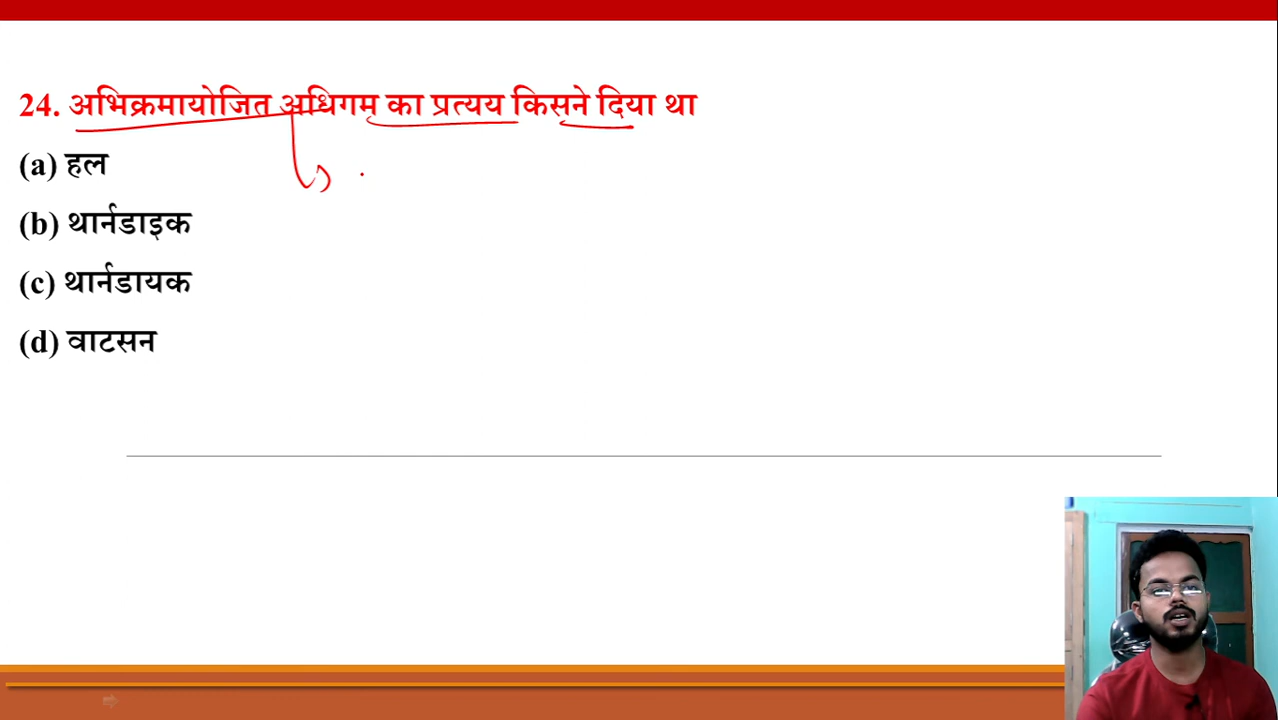 24. अभिक्रमायोजित अधिगम का प्रत्यय किसने दिया था
(a) हल
(b) थार्नडाइक
(c) थार्नडायक
(d) वाटसन